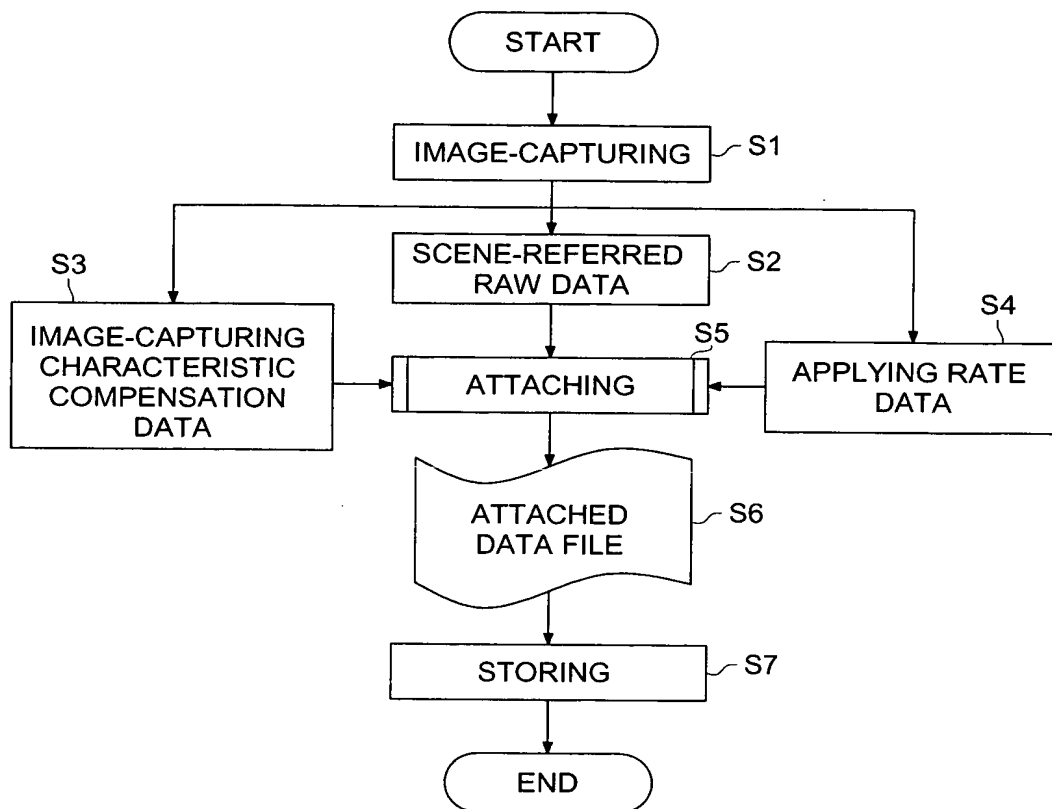 START
IMAGE-CAPTURING
S1
SCENE-REFERRED
RAW DATA
S2
S3
IMAGE-CAPTURING
CHARACTERISTIC
COMPENSATION
DATA
S4
APPLYING RATE
DATA
S5
ATTACHING
ATTACHED
DATA FILE
S6
STORING
S7
END